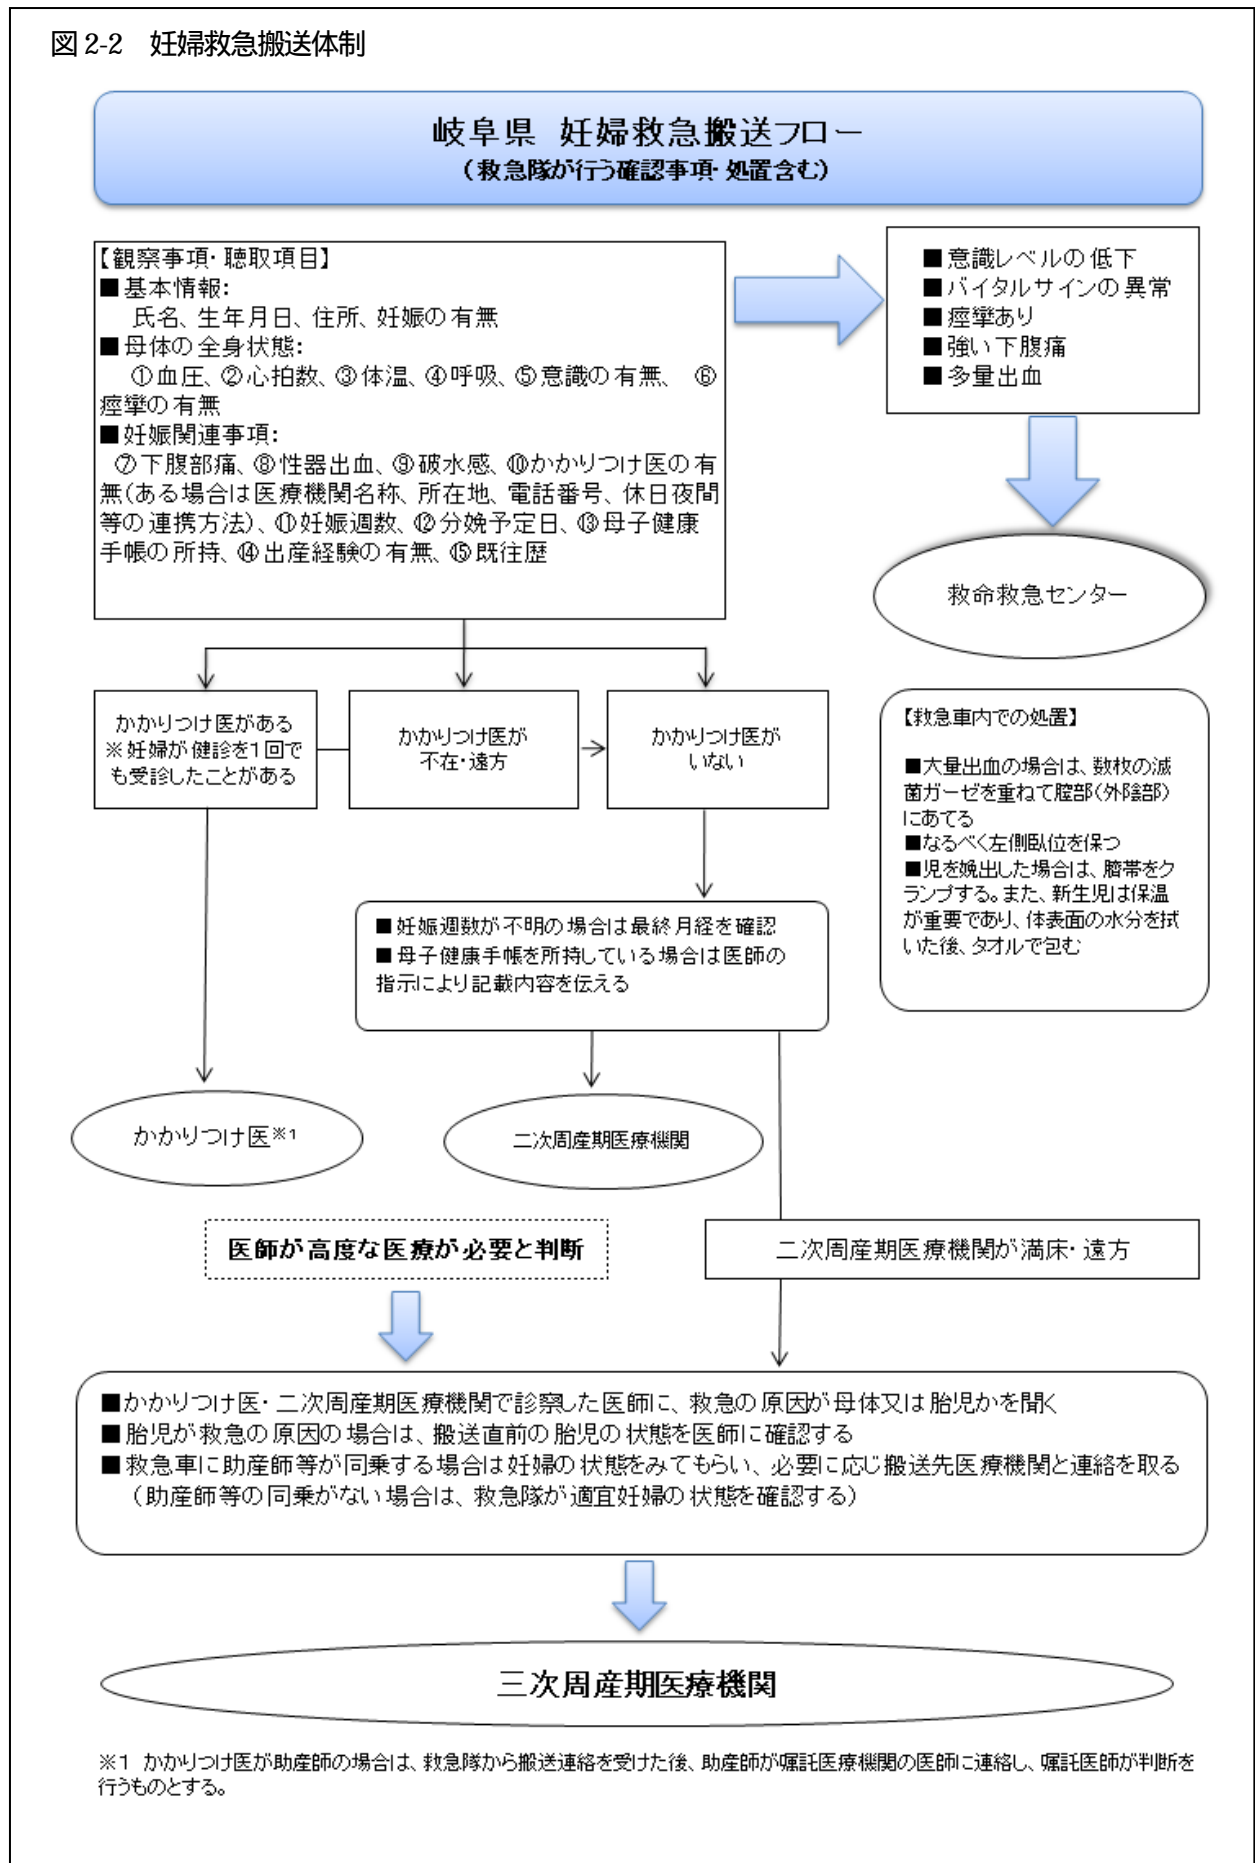 図 2-2　妊婦救急搬送体制
岐阜県　妊婦救急搬送フロー
（救急隊が行う確認事項・処置含む）
【観察事項・聴取項目】
■基本情報：
氏名、生年月日、住所、妊娠の有無
■母体の全身状態：
①血圧、②心拍数、③体温、④呼吸、⑤意識の有無、　⑥
痙攣の有無
■妊娠関連事項：
⑦下腹部痛、⑧性器出血、⑨破水感、⑩かかりつけ医の有
無（ある場合は医療機関名称、所在地、電話番号、休日夜間
等の連携方法）、⑪妊娠週数、⑫分娩予定日、⑬母子健康
手帳の所持、⑭出産経験の有無、⑮既往歴
■意識レベルの低下
■バイタルサインの異常
■痙攣あり
■強い下腹痛
■多量出血
救命救急センター
かかりつけ医がある
※妊婦が健診を1回で
も受診したことがある
かかりつけ医が
不在・遠方
かかりつけ医が
いない
【救急車内での処置】
■大量出血の場合は、数枚の滅
菌ガーゼを重ねて腟部（外陰部）
にあてる
■なるべく左側臥位を保つ
■児を娩出した場合は、臍帯をク
ランプする。また、新生児は保温
が重要であり、体表面の水分を拭
いた後、タオルで包む
■妊娠週数が不明の場合は最終月経を確認
■母子健康手帳を所持している場合は医師の
指示により記載内容を伝える
かかりつけ医※1
二次周産期医療機関
医師が高度な医療が必要と判断
二次周産期医療機関が満床・遠方
■かかりつけ医・二次周産期医療機関で診察した医師に、救急の原因が母体又は胎児かを聞く
■胎児が救急の原因の場合は、搬送直前の胎児の状態を医師に確認する
■救急車に助産師等が同乗する場合は妊婦の状態をみてもらい、必要に応じ搬送先医療機関と連絡を取る
（助産師等の同乗がない場合は、救急隊が適宜妊婦の状態を確認する）
三次周産期医療機関
※1　かかりつけ医が助産師の場合は、救急隊から搬送連絡を受けた後、助産師が嘱託医療機関の医師に連絡し、嘱託医師が判断を
行うものとする。